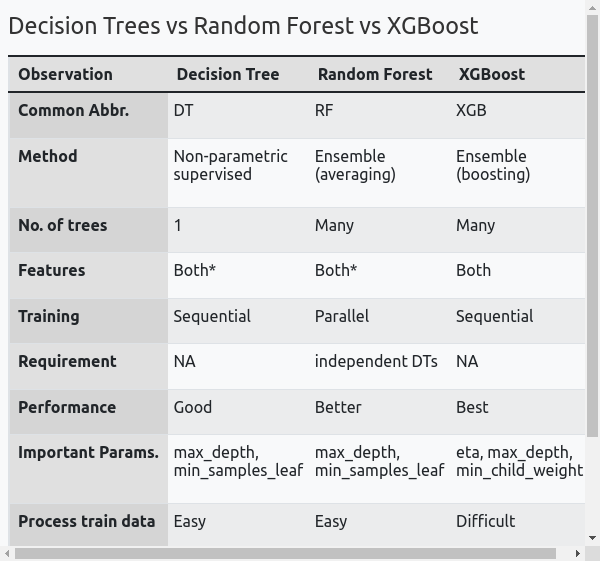 Decision Trees vs Random Forest vs XGBoost
Observation Decision Tree Random Forest XGBoost
Common Abbr. DT RF XGB
Method Non-parametric supervised Ensemble (averaging) Ensemble (boosting)
No. of trees 1 Many Many
Features Both* Both* Both
Training Sequential Parallel Sequential
Requirement NA independent DTs NA
Performance Good Better Best
Important Params. max_depth, min_samples_leaf max_depth, min_samples_leaf eta, max_depth, min_child_weight
Process train data Easy Easy Difficult